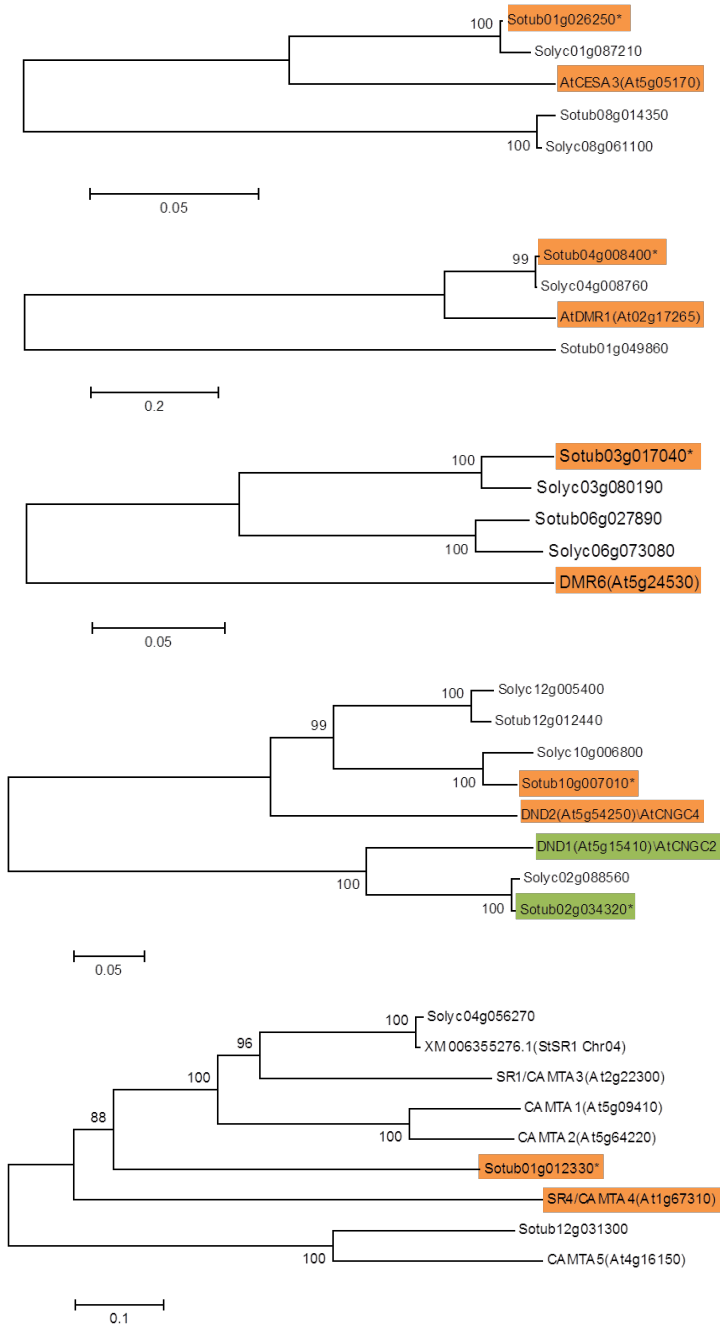 Sotub01g026250*
100
Solyc01g087210
AtCESA3(At5g05170)
Sotub08g014350
100
Solyc08g061100
0.05
Sotub04g008400*
99
Solyc04g008760
AtDMR1(At02g17265)
Sotub01g049860
0.2
Sotub03g017040*
100
Solyc03g080190
Sotub06g027890
100
Solyc06g073080
DMR6(At5g24530)
0.05
Solyc12g005400
100
Sotub12g012440
99
Solyc10g006800
100
Sotub10g007010*
DND2(At5g54250)\AtCNGC4
DND1(At5g15410)\AtCNGC2
100
Solyc02g088560
100
Sotub02g034320*
0.05
Solyc04g056270
100
XM006355276.1(StSR1 Chr04)
96
SR1/CAMTA3(At2g22300)
100
CAMTA1(At5g09410)
100
CAMTA2(At5g64220)
88
Sotub01g012330*
SR4/CAMTA4(At1g67310)
Sotub12g031300
100
CAMTA5(At4g16150)
0.1